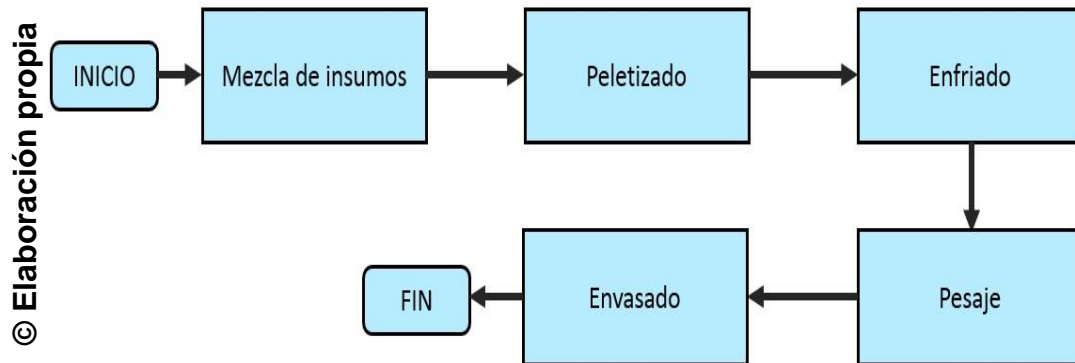 © Elaboración propia
INICIO
Mezcla de insumos
Peletizado
Enfriado
Pesaje
Envasado
FIN